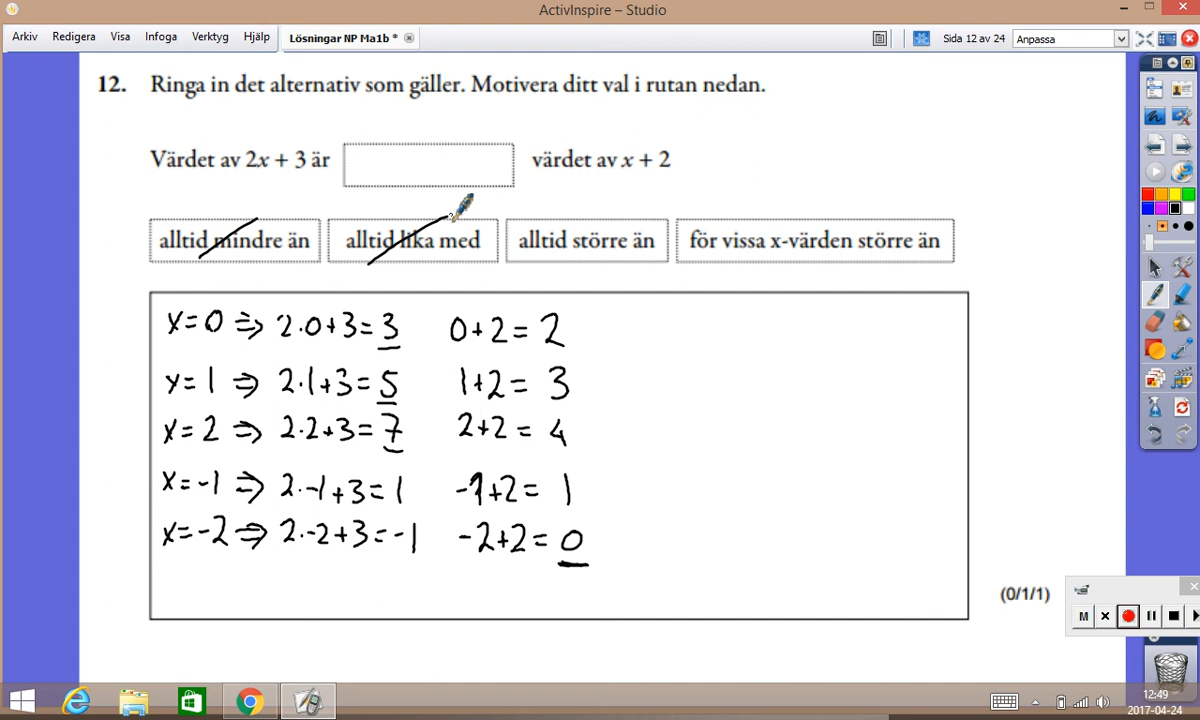 ActivInspire – Studio
Arkiv Redigera Visa Infoga Verktyg Hjälp Lösningar NP Ma1b * Sida 12 av 24 Anpassa
12. Ringa in det alternativ som gäller. Motivera ditt val i rutan nedan.
Värdet av 2x + 3 är värdet av x + 2
alltid mindre än alltid lika med alltid större än för vissa x-värden större än
x=0 ⇒ 2·0+3=3 0+2=2
x=1 ⇒ 2·1+3=5 1+2=3
x=2 ⇒ 2·2+3=7 2+2=4
x=-1 ⇒ 2·-1+3=1 -1+2=1
x=-2 ⇒ 2·-2+3=-1 -2+2=0
(0/1/1)
M
12:49
2017-04-24